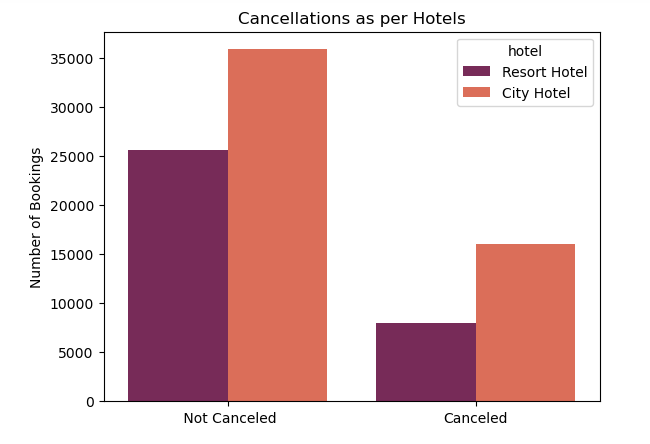 Cancellations as per Hotels
hotel
Resort Hotel
City Hotel
Number of Bookings
35000
30000
25000
20000
15000
10000
5000
0
Not Canceled
Canceled